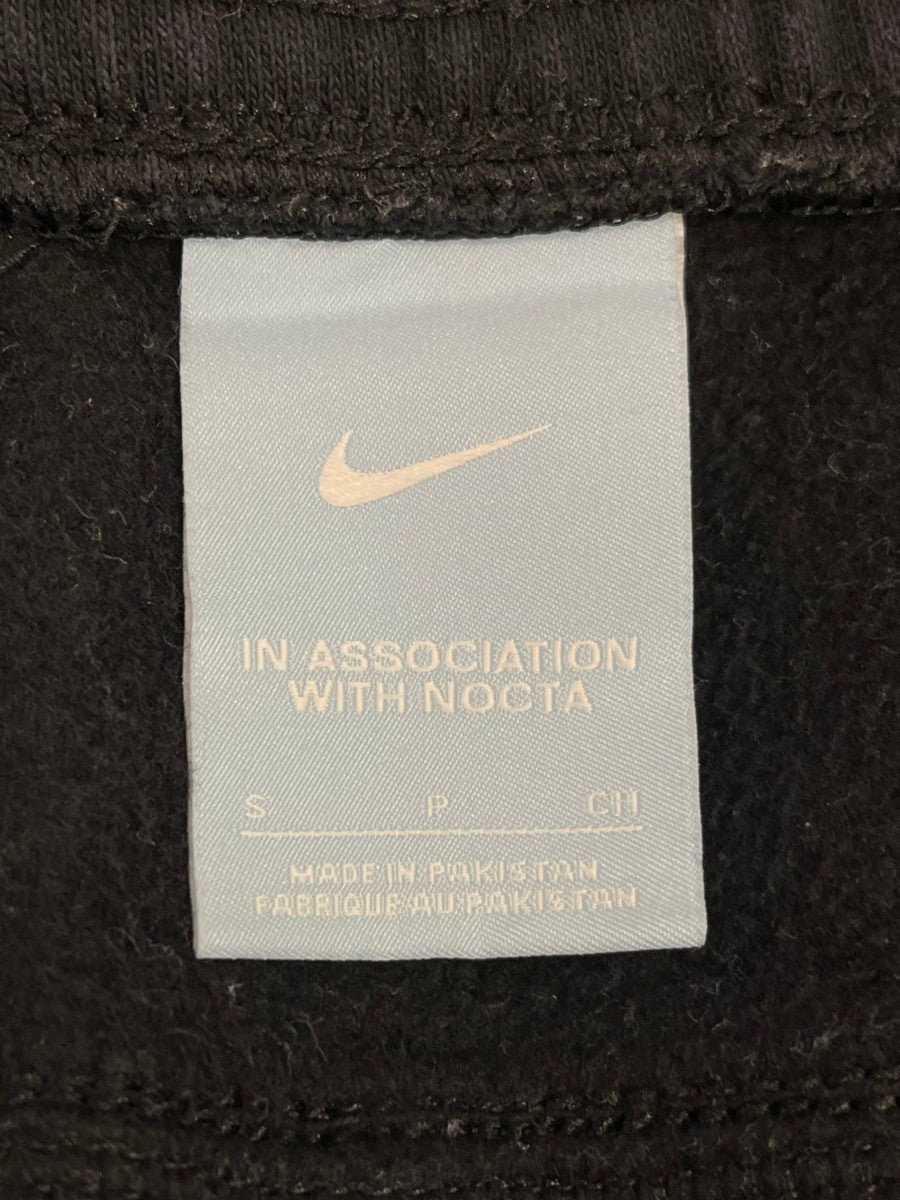 IN ASSOCIATION
WITH NOCTA
S P CH
MADE IN PAKISTAN
FABRIQUE AU PAKISTAN